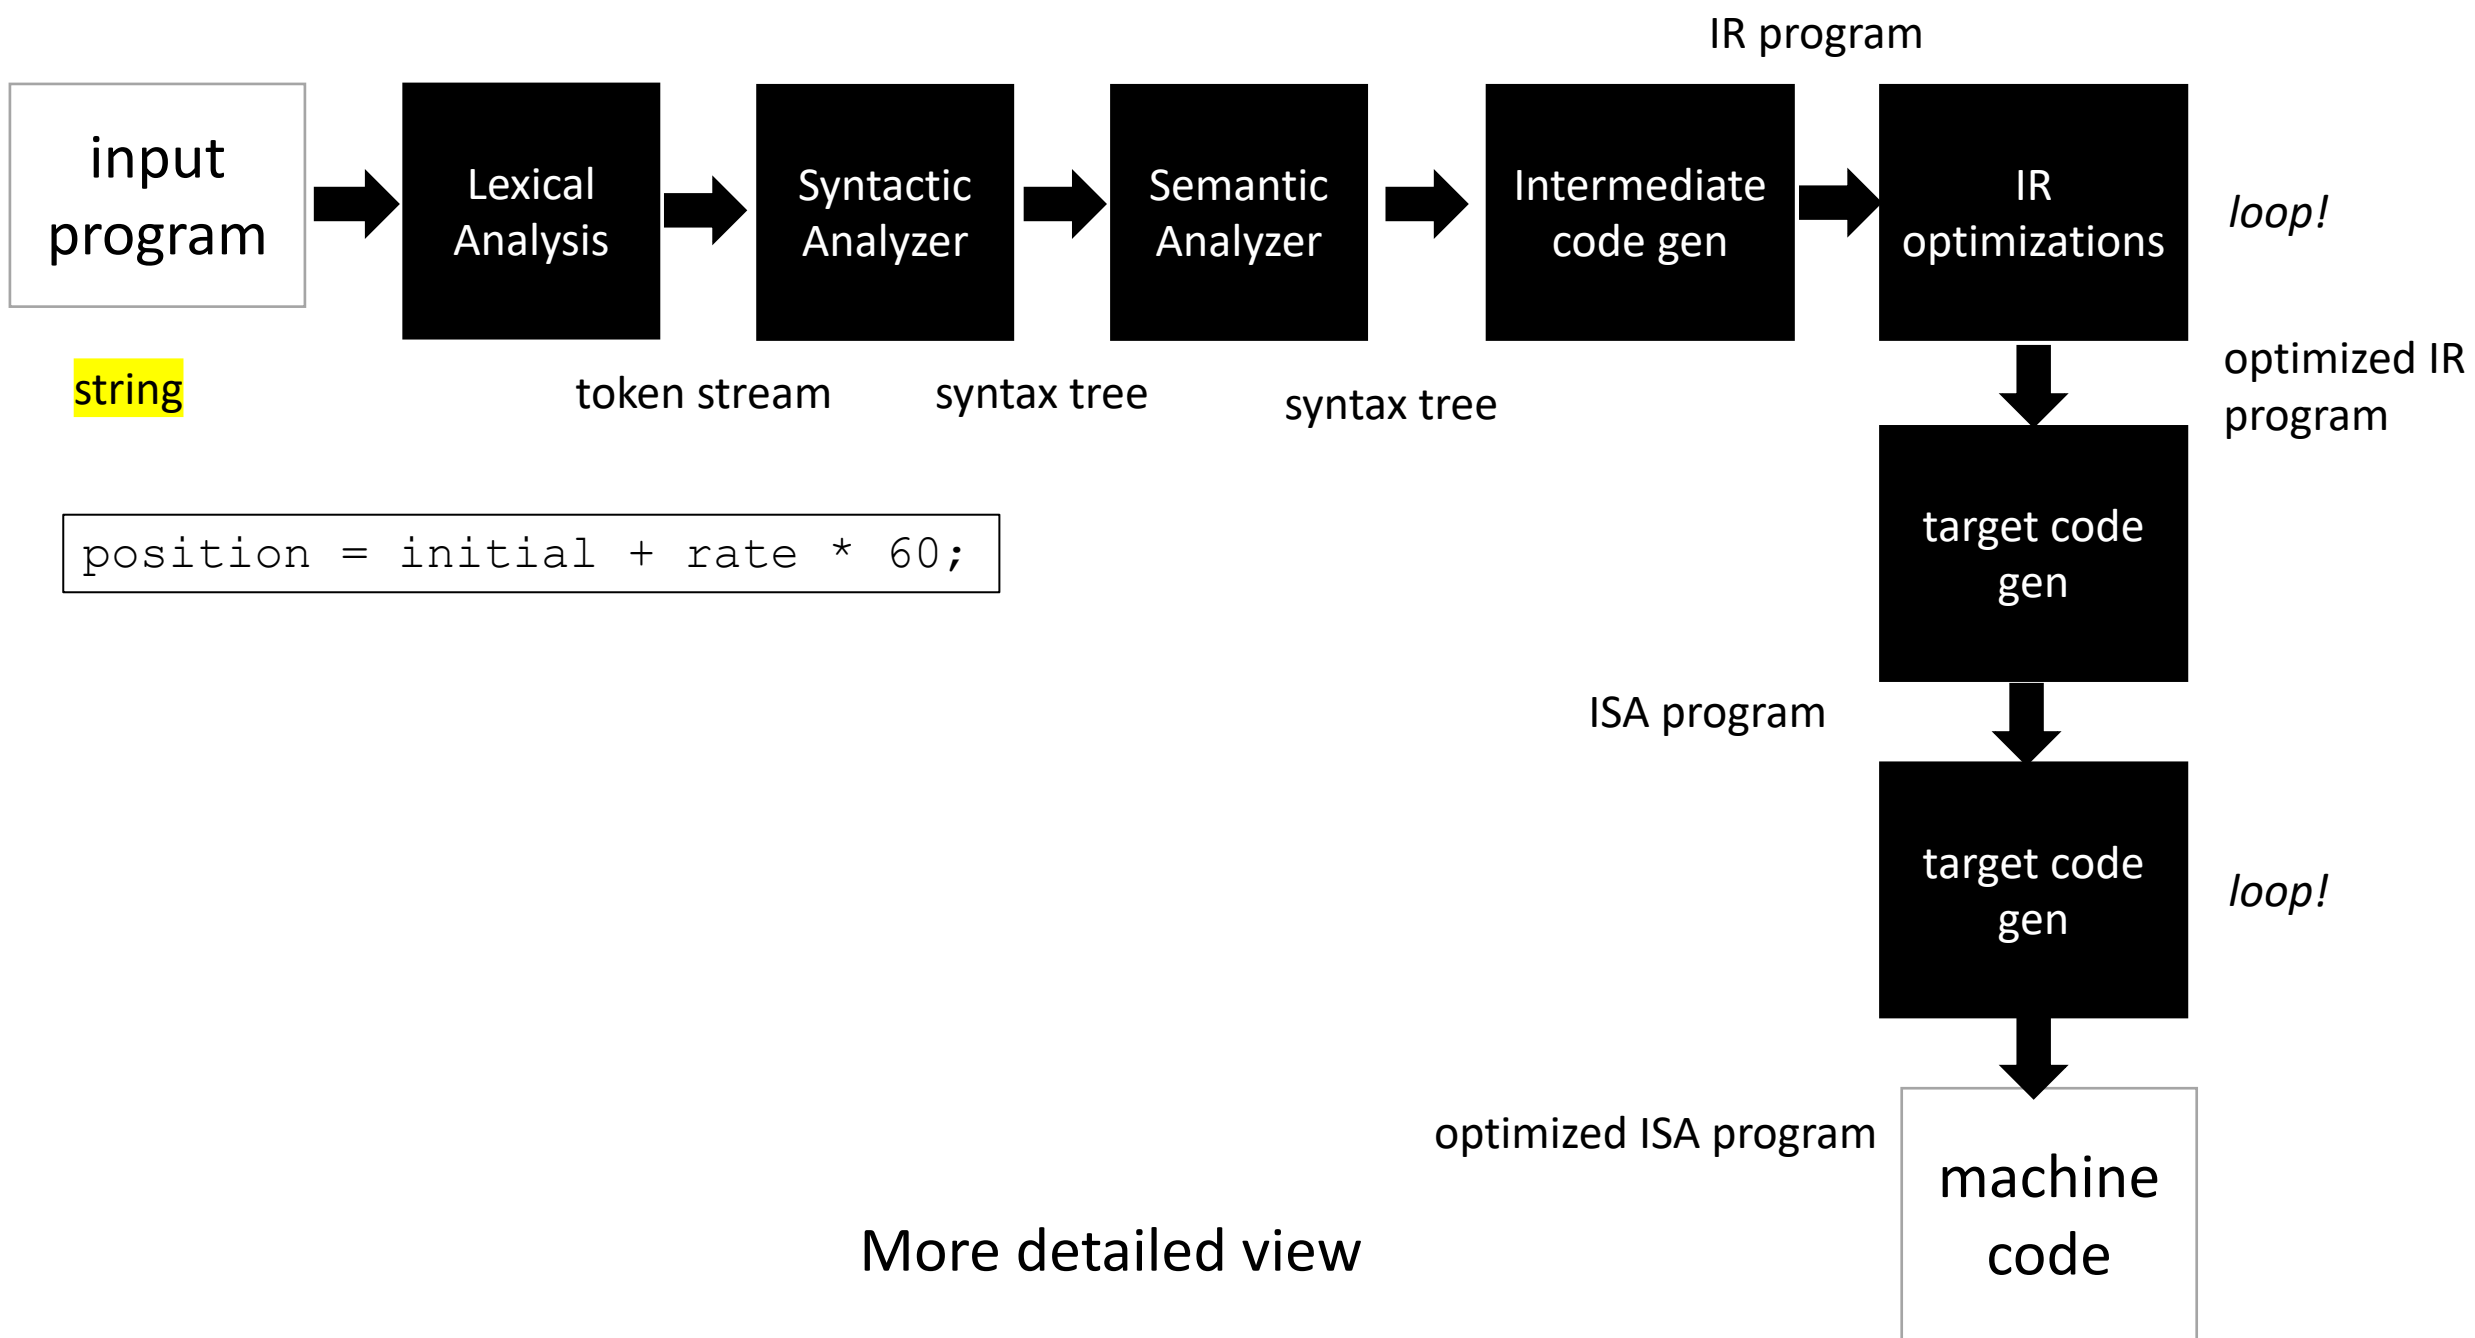 IR program
input
program
Lexical
Analysis
Syntactic
Analyzer
Semantic
Analyzer
Intermediate
code gen
IR
optimizations
loop!
string
token stream
syntax tree
syntax tree
optimized IR
program
position = initial + rate * 60;
target code
gen
ISA program
target code
gen
loop!
optimized ISA program
machine
code
More detailed view